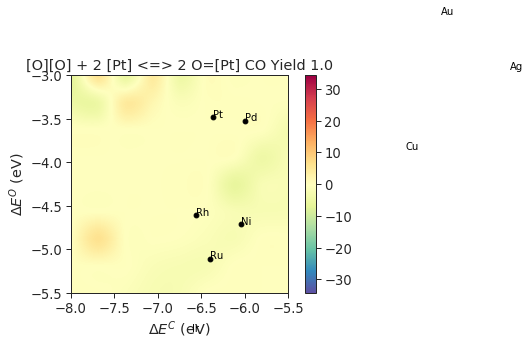 Au
Ag
[O][O] + 2 [Pt] <=> 2 O=[Pt] CO Yield 1.0
−3.0
−3.5
−4.0
−4.5
−5.0
−5.5
ΔE^O (eV)
Pt
Pd
Cu
Rh
Ni
Ru
30
20
10
0
−10
−20
−30
−8.0 −7.5 −7.0 −6.5 −6.0 −5.5
ΔE^C (eV)
Ir